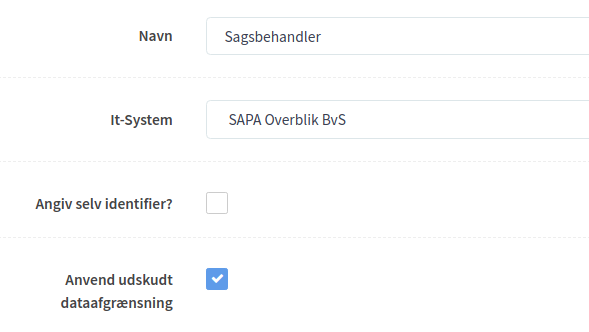 Navn
Sagsbehandler
It-System
SAPA Overblik BvS
Angiv selv identifier?
Anvend udskudt
dataafgrænsning